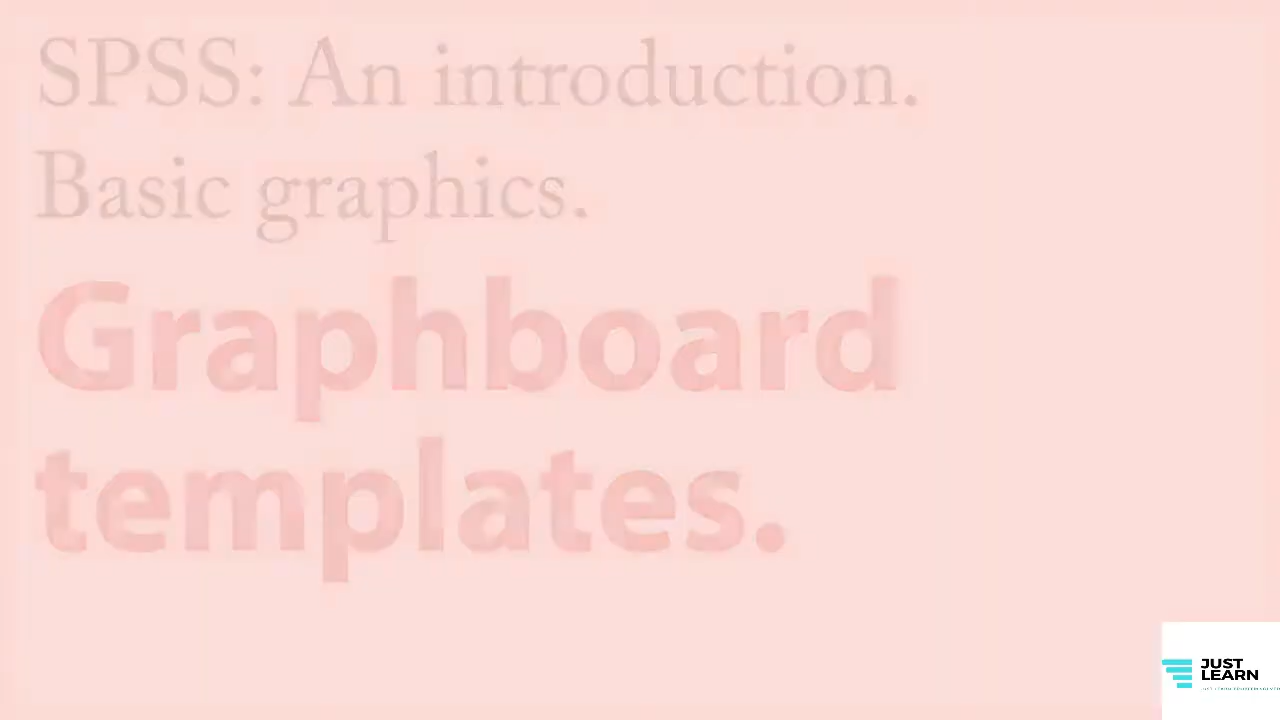 SPSS: An introduction.
Basic graphics.
Graphboard
templates.
JUST
LEARN